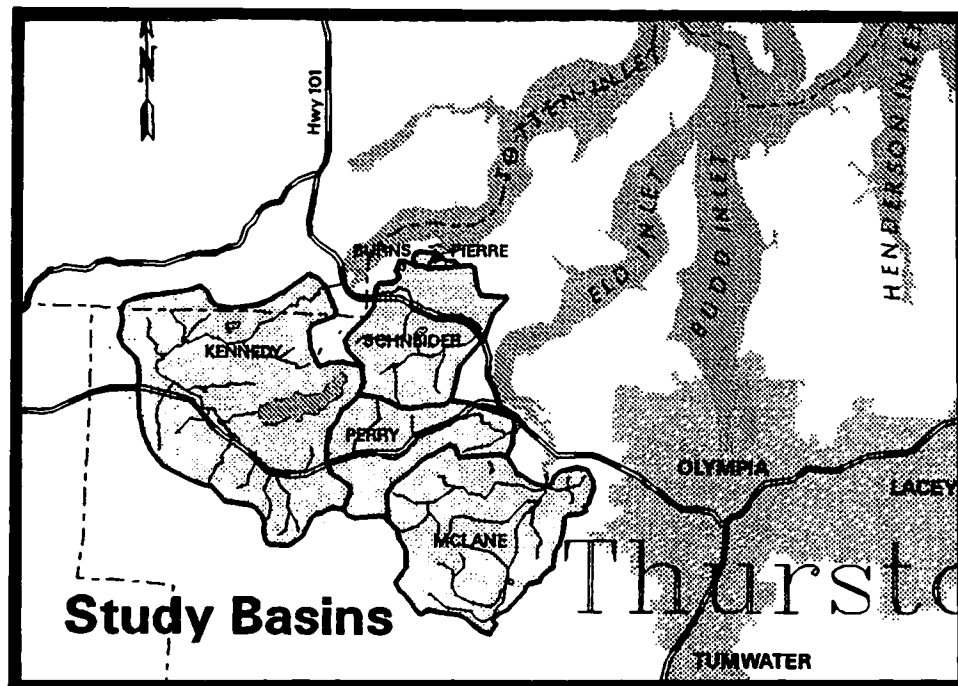 N
Hwy 101
TOTTEN INLET
ELD INLET
BUDD INLET
HENDERSON INLET
BURNS
PIERRE
KENNEDY
SCHNEIDER
PERRY
MCLANE
OLYMPIA
LACEY
Thurst
Study Basins
TUMWATER